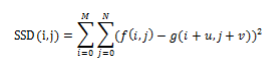 SSD (i,j) = \sum_{i=0}^{M} \sum_{j=0}^{N} (f(i,j) − g(i + u, j + v))^2